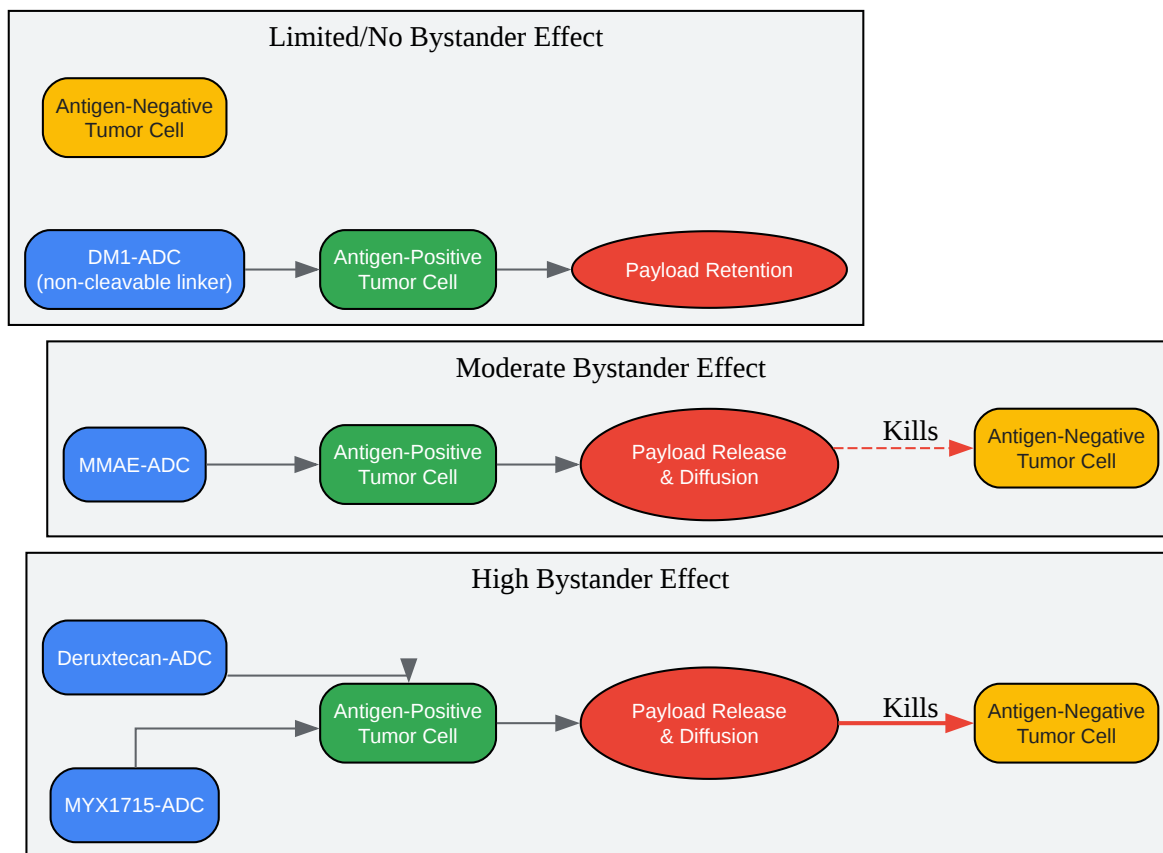 Limited/No Bystander Effect
Antigen-Negative
Tumor Cell
DM1-ADC
(non-cleavable linker)
Antigen-Positive
Tumor Cell
Payload Retention
Moderate Bystander Effect
MMAE-ADC
Antigen-Positive
Tumor Cell
Payload Release
& Diffusion
Kills
Antigen-Negative
Tumor Cell
High Bystander Effect
Deruxtecan-ADC
MYX1715-ADC
Antigen-Positive
Tumor Cell
Payload Release
& Diffusion
Kills
Antigen-Negative
Tumor Cell